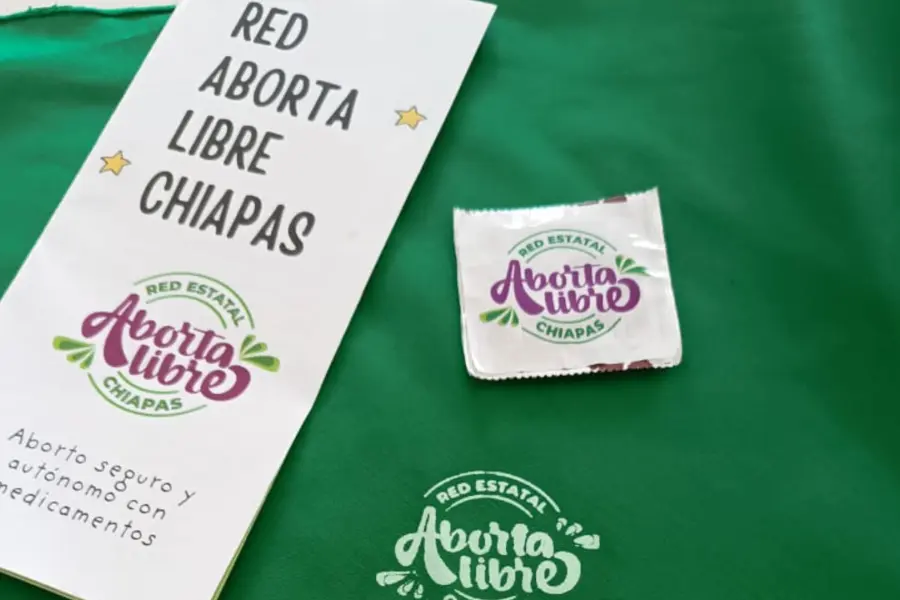 RED
ABORTA
LIBRE
CHIAPAS
RED ESTATAL
Aborta
libre
CHIAPAS
Aborto seguro y
autónomo con
medicamentos
RED ESTATAL
Aborta
libre
CHIAPAS
RED ESTATAL
Aborta
libre